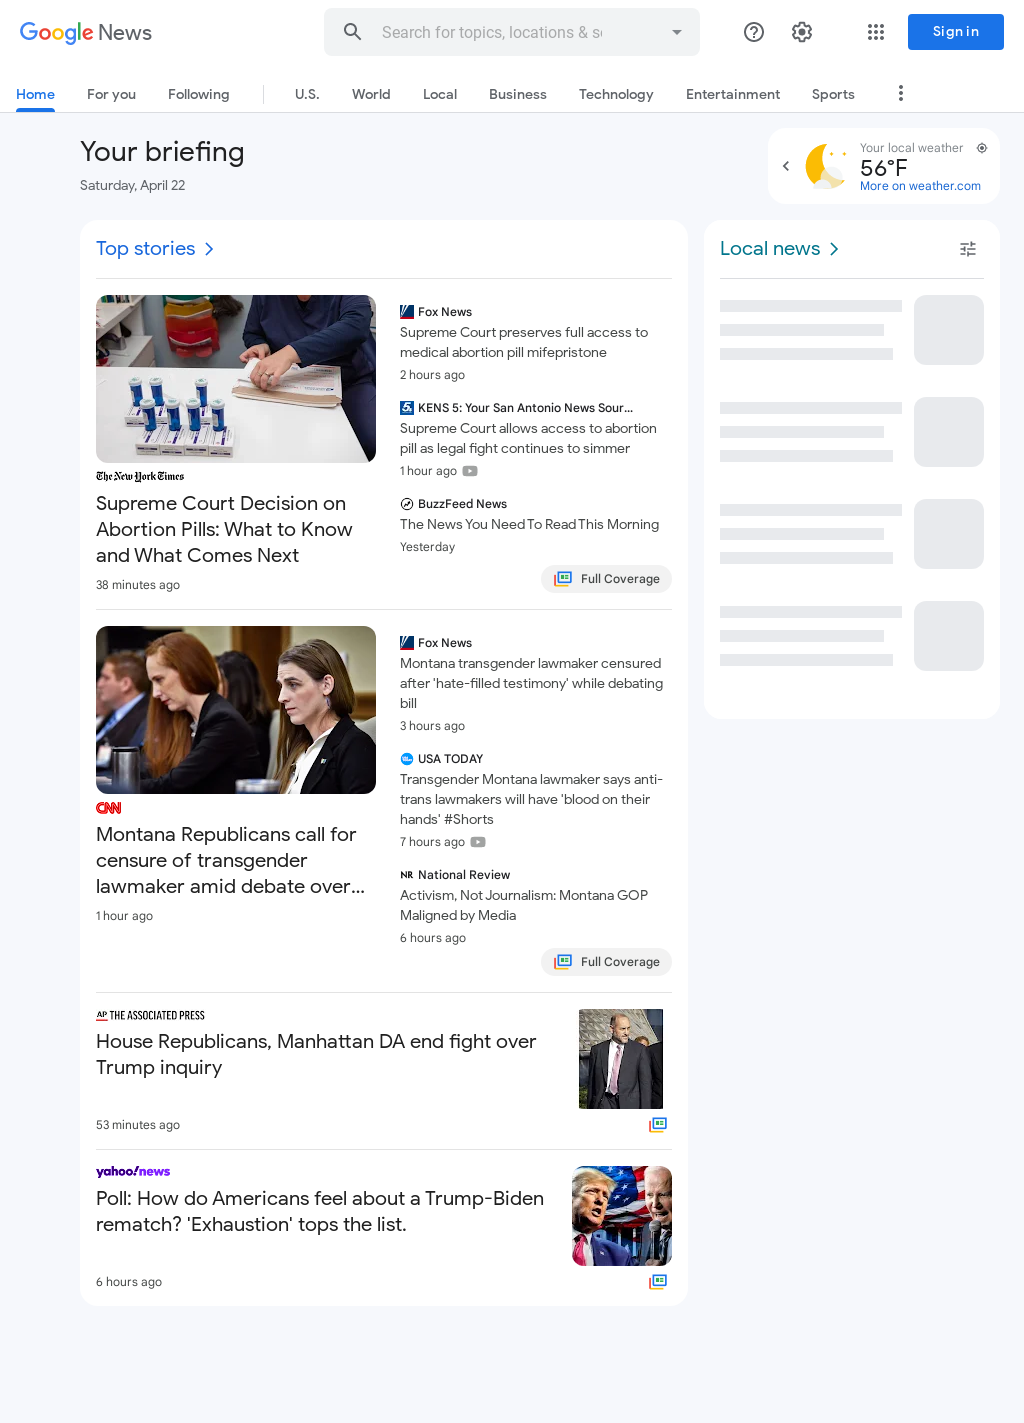 Google News
Search for topics, locations & so
Sign in
Home
For you
Following
U.S.
World
Local
Business
Technology
Entertainment
Sports
Your briefing
Saturday, April 22
Your local weather
56°F
More on weather.com
Top stories
The New York Times
Supreme Court Decision on
Abortion Pills: What to Know
and What Comes Next
38 minutes ago
Fox News
Supreme Court preserves full access to
medical abortion pill mifepristone
2 hours ago
KENS 5: Your San Antonio News Sour...
Supreme Court allows access to abortion
pill as legal fight continues to simmer
1 hour ago
BuzzFeed News
The News You Need To Read This Morning
Yesterday
Full Coverage
CNN
Montana Republicans call for
censure of transgender
lawmaker amid debate over...
1 hour ago
Fox News
Montana transgender lawmaker censured
after 'hate-filled testimony' while debating
bill
3 hours ago
USA TODAY
Transgender Montana lawmaker says anti-
trans lawmakers will have 'blood on their
hands' #Shorts
7 hours ago
NR National Review
Activism, Not Journalism: Montana GOP
Maligned by Media
6 hours ago
Full Coverage
AP THE ASSOCIATED PRESS
House Republicans, Manhattan DA end fight over
Trump inquiry
53 minutes ago
yahoo!news
Poll: How do Americans feel about a Trump-Biden
rematch? 'Exhaustion' tops the list.
6 hours ago
Local news